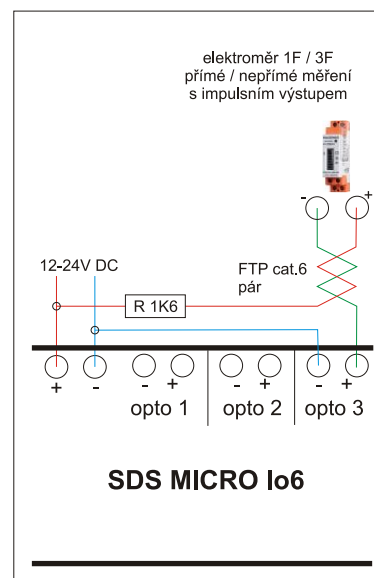 elektroměr 1F / 3F
přímé / nepřímé měření
s impulsním výstupem
- +
12-24V DC
FTP cat.6
pár
R 1K6
+ - - + - + - +
opto 1 opto 2 opto 3
SDS MICRO Io6